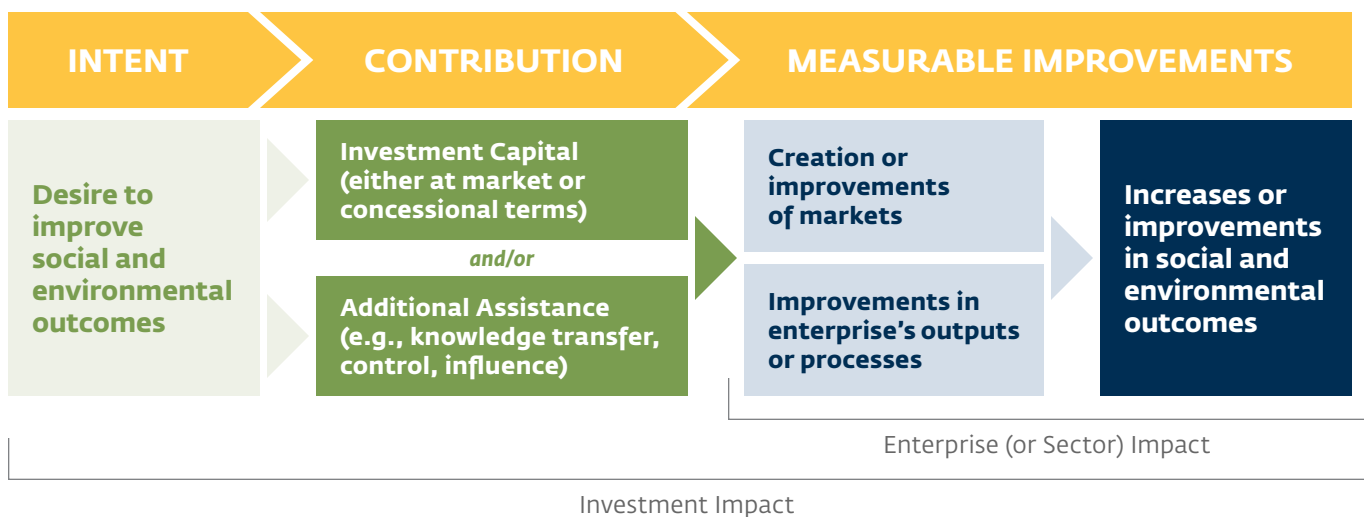 INTENT
CONTRIBUTION
MEASURABLE IMPROVEMENTS
Desire to
improve
social and
environmental
outcomes
Investment Capital
(either at market or
concessional terms)
and/or
Additional Assistance
(e.g., knowledge transfer,
control, influence)
Creation or
improvements
of markets
Improvements in
enterprise’s outputs
or processes
Increases or
improvements
in social and
environmental
outcomes
Enterprise (or Sector) Impact
Investment Impact